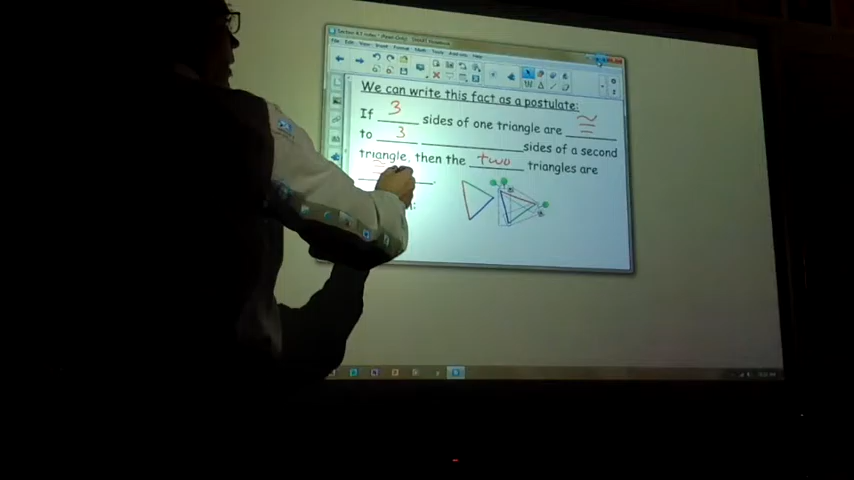 We can write this fact as a postulate:
If 3 sides of one triangle are ≅
to 3 sides of a second
triangle, then the two triangles are
≅ .